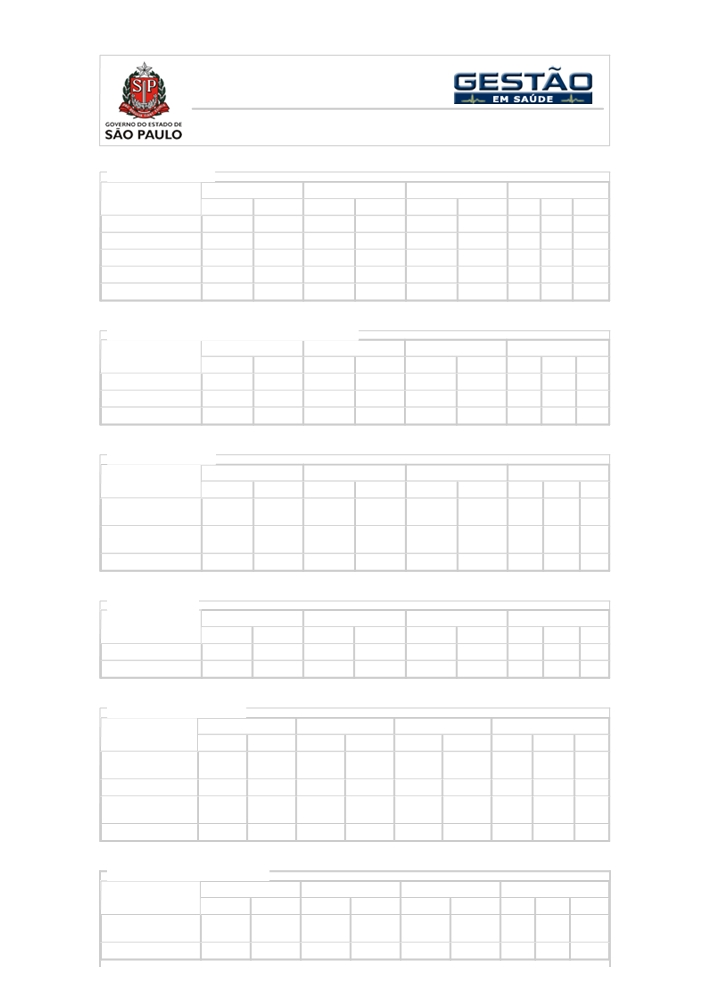 SP
GOVERNO DO ESTADO DE
SÃO PAULO
GESTÃO
EM SAÚDE